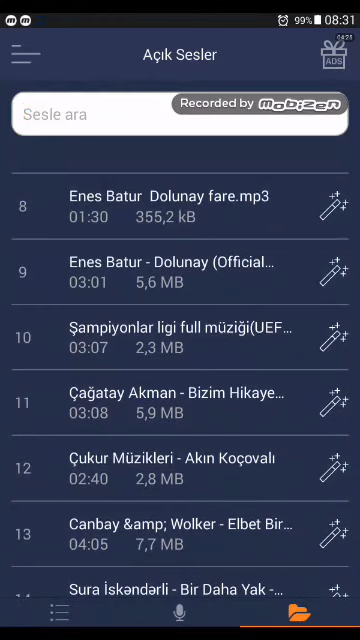 99% 08:31
04:21
Açık Sesler
ADS
Recorded by mobizen
Sesle ara
8 Enes Batur Dolunay fare.mp3
01:30 355,2 kB
9 Enes Batur - Dolunay (Official...
03:01 5,6 MB
10 Şampiyonlar ligi full müziği(UEF...
03:07 2,3 MB
11 Çağatay Akman - Bizim Hikaye...
03:08 5,9 MB
12 Çukur Müzikleri - Akın Koçovalı
02:40 2,8 MB
13 Canbay &amp; Wolker - Elbet Bir...
04:05 7,7 MB
14 Sura İskəndərli - Bir Daha Yak -...